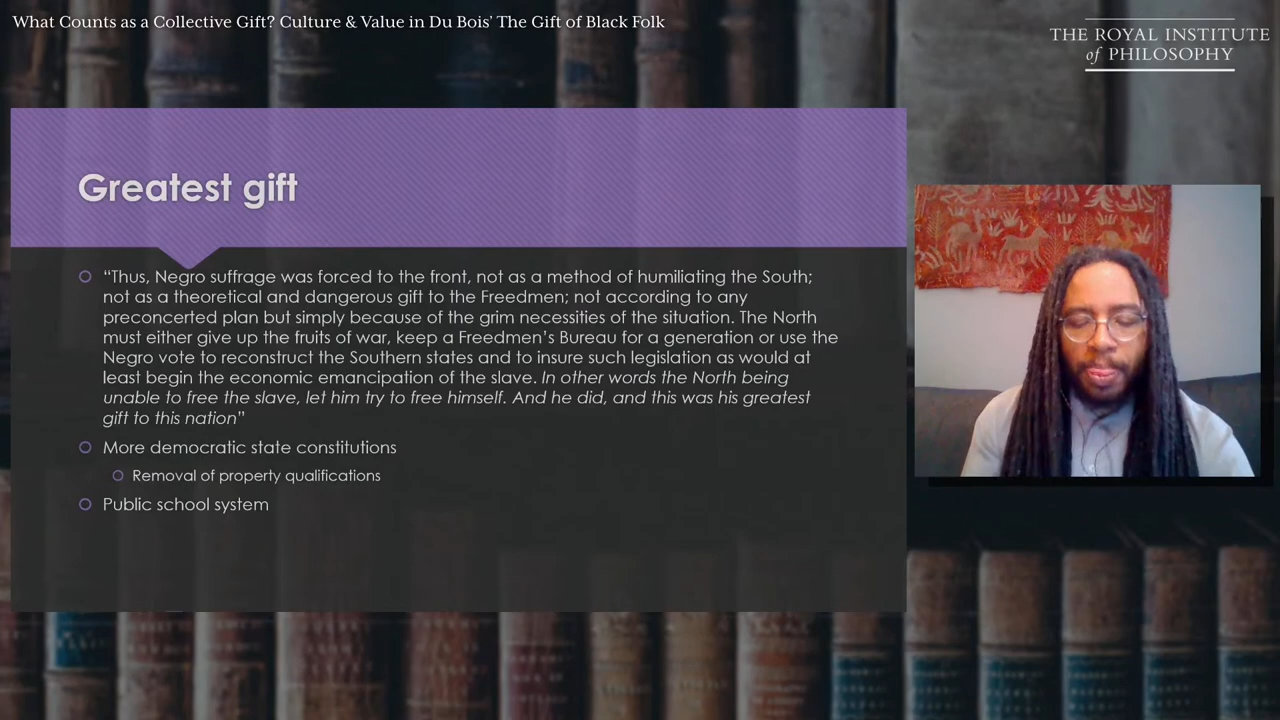 What Counts as a Collective Gift? Culture & Value in Du Bois' The Gift of Black Folk
THE ROYAL INSTITUTE
of PHILOSOPHY
Greatest gift
“Thus, Negro suffrage was forced to the front, not as a method of humiliating the South;
not as a theoretical and dangerous gift to the Freedmen; not according to any
preconcerted plan but simply because of the grim necessities of the situation. The North
must either give up the fruits of war, keep a Freedmen’s Bureau for a generation or use the
Negro vote to reconstruct the Southern states and to insure such legislation as would at
least begin the economic emancipation of the slave. In other words the North being
unable to free the slave, let him try to free himself. And he did, and this was his greatest
gift to this nation”
More democratic state constitutions
Removal of property qualifications
Public school system